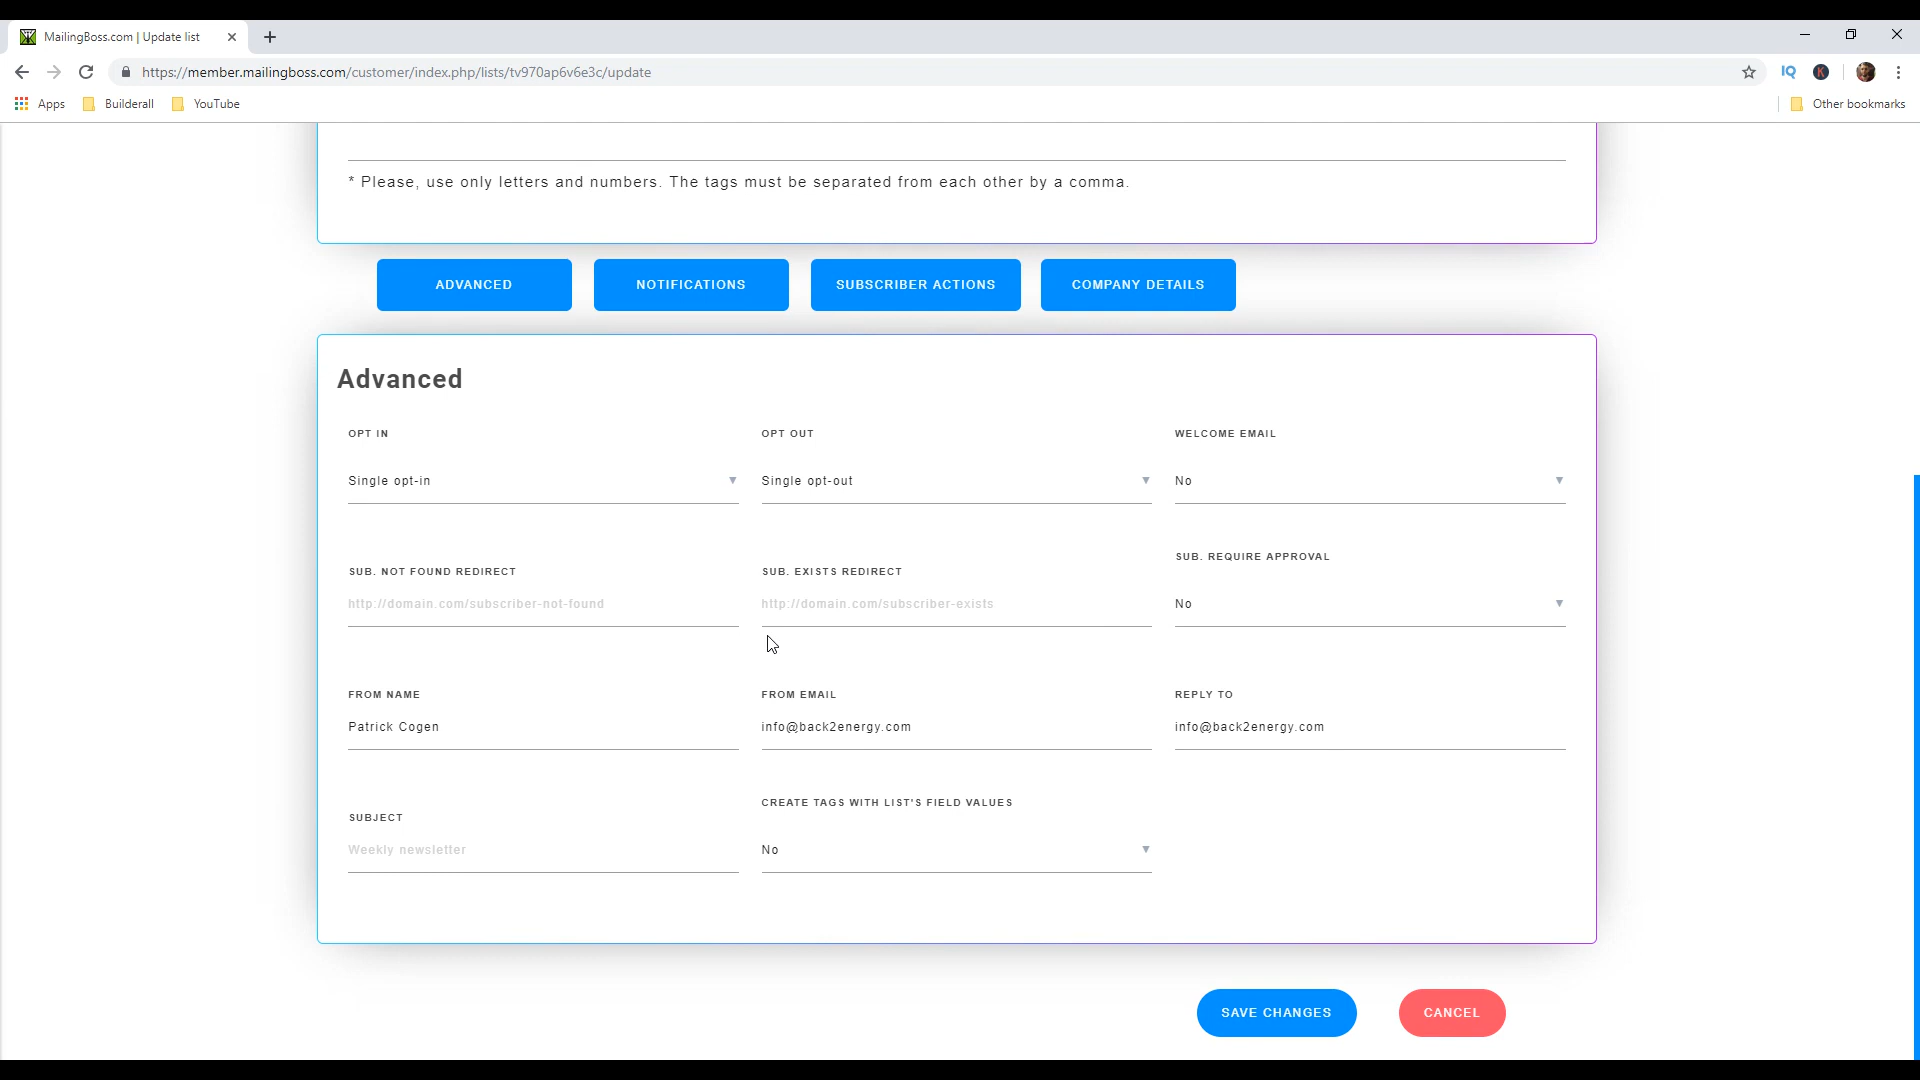 MailingBoss.com | Update list
https://member.mailingboss.com/customer/index.php/lists/tv970ap6v6e3c/update
IQ
K
Apps
Builderall
YouTube
Other bookmarks
* Please, use only letters and numbers. The tags must be separated from each other by a comma.
ADVANCED
NOTIFICATIONS
SUBSCRIBER ACTIONS
COMPANY DETAILS
Advanced
OPT IN
OPT OUT
WELCOME EMAIL
Single opt-in
Single opt-out
No
SUB. NOT FOUND REDIRECT
SUB. EXISTS REDIRECT
SUB. REQUIRE APPROVAL
http://domain.com/subscriber-not-found
http://domain.com/subscriber-exists
No
FROM NAME
FROM EMAIL
REPLY TO
Patrick Cogen
info@back2energy.com
info@back2energy.com
SUBJECT
CREATE TAGS WITH LIST'S FIELD VALUES
Weekly newsletter
No
SAVE CHANGES
CANCEL